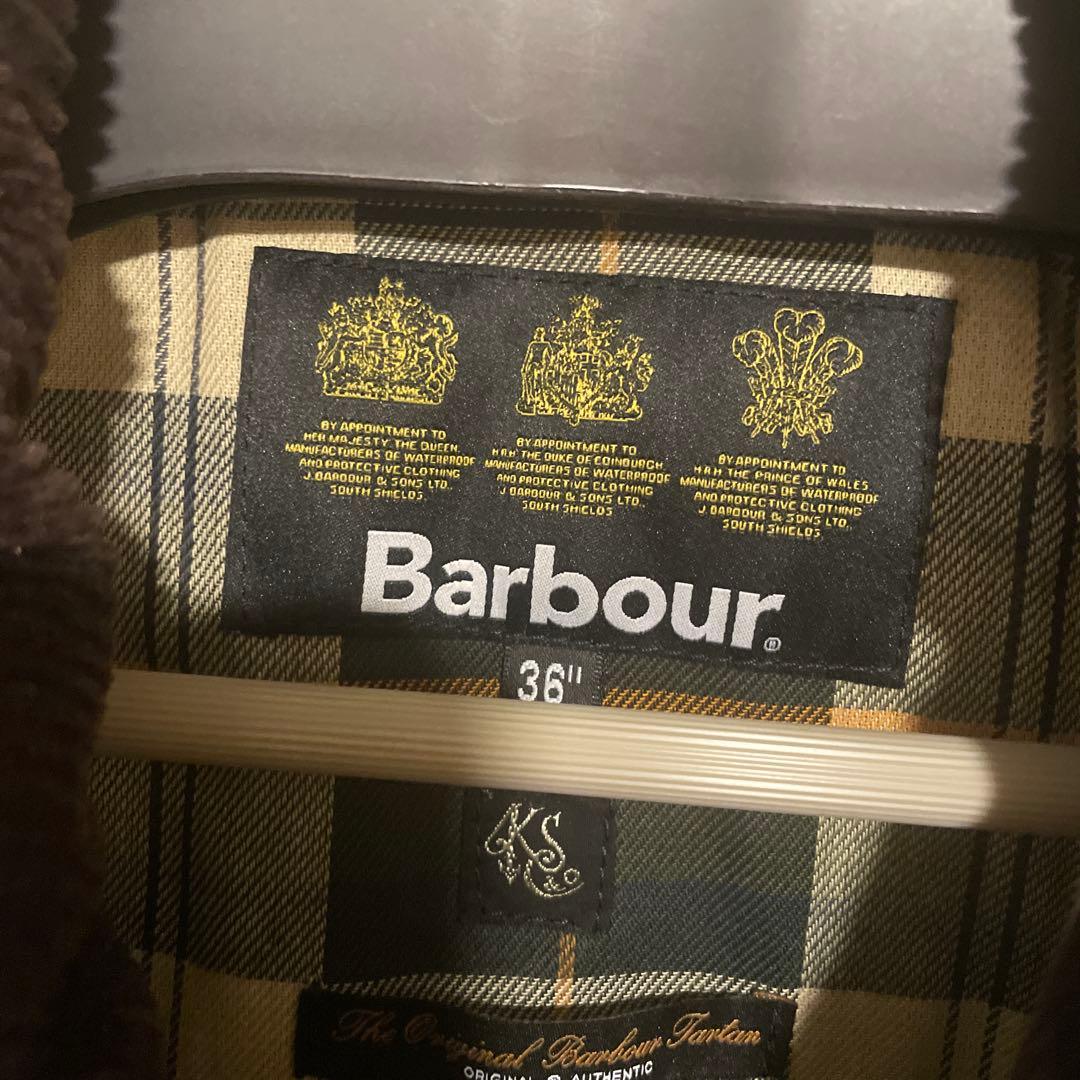 BY APPOINTMENT TO
HER MAJESTY THE QUEEN
MANUFACTURERS OF WATERPROOF
AND PROTECTIVE CLOTHING
J. BARBOUR & SONS LTD.
SOUTH SHIELDS
BY APPOINTMENT TO
H.R.H. THE DUKE OF EDINBURGH
MANUFACTURERS OF WATERPROOF
AND PROTECTIVE CLOTHING
J. BARBOUR & SONS LTD.
SOUTH SHIELDS
BY APPOINTMENT TO
H.R.H. THE PRINCE OF WALES
MANUFACTURERS OF WATERPROOF
AND PROTECTIVE CLOTHING
J. BARBOUR & SONS LTD.
SOUTH SHIELDS
Barbour®
36"
KS
& Co
The Original Barbour Tartan
ORIGINAL & AUTHENTIC